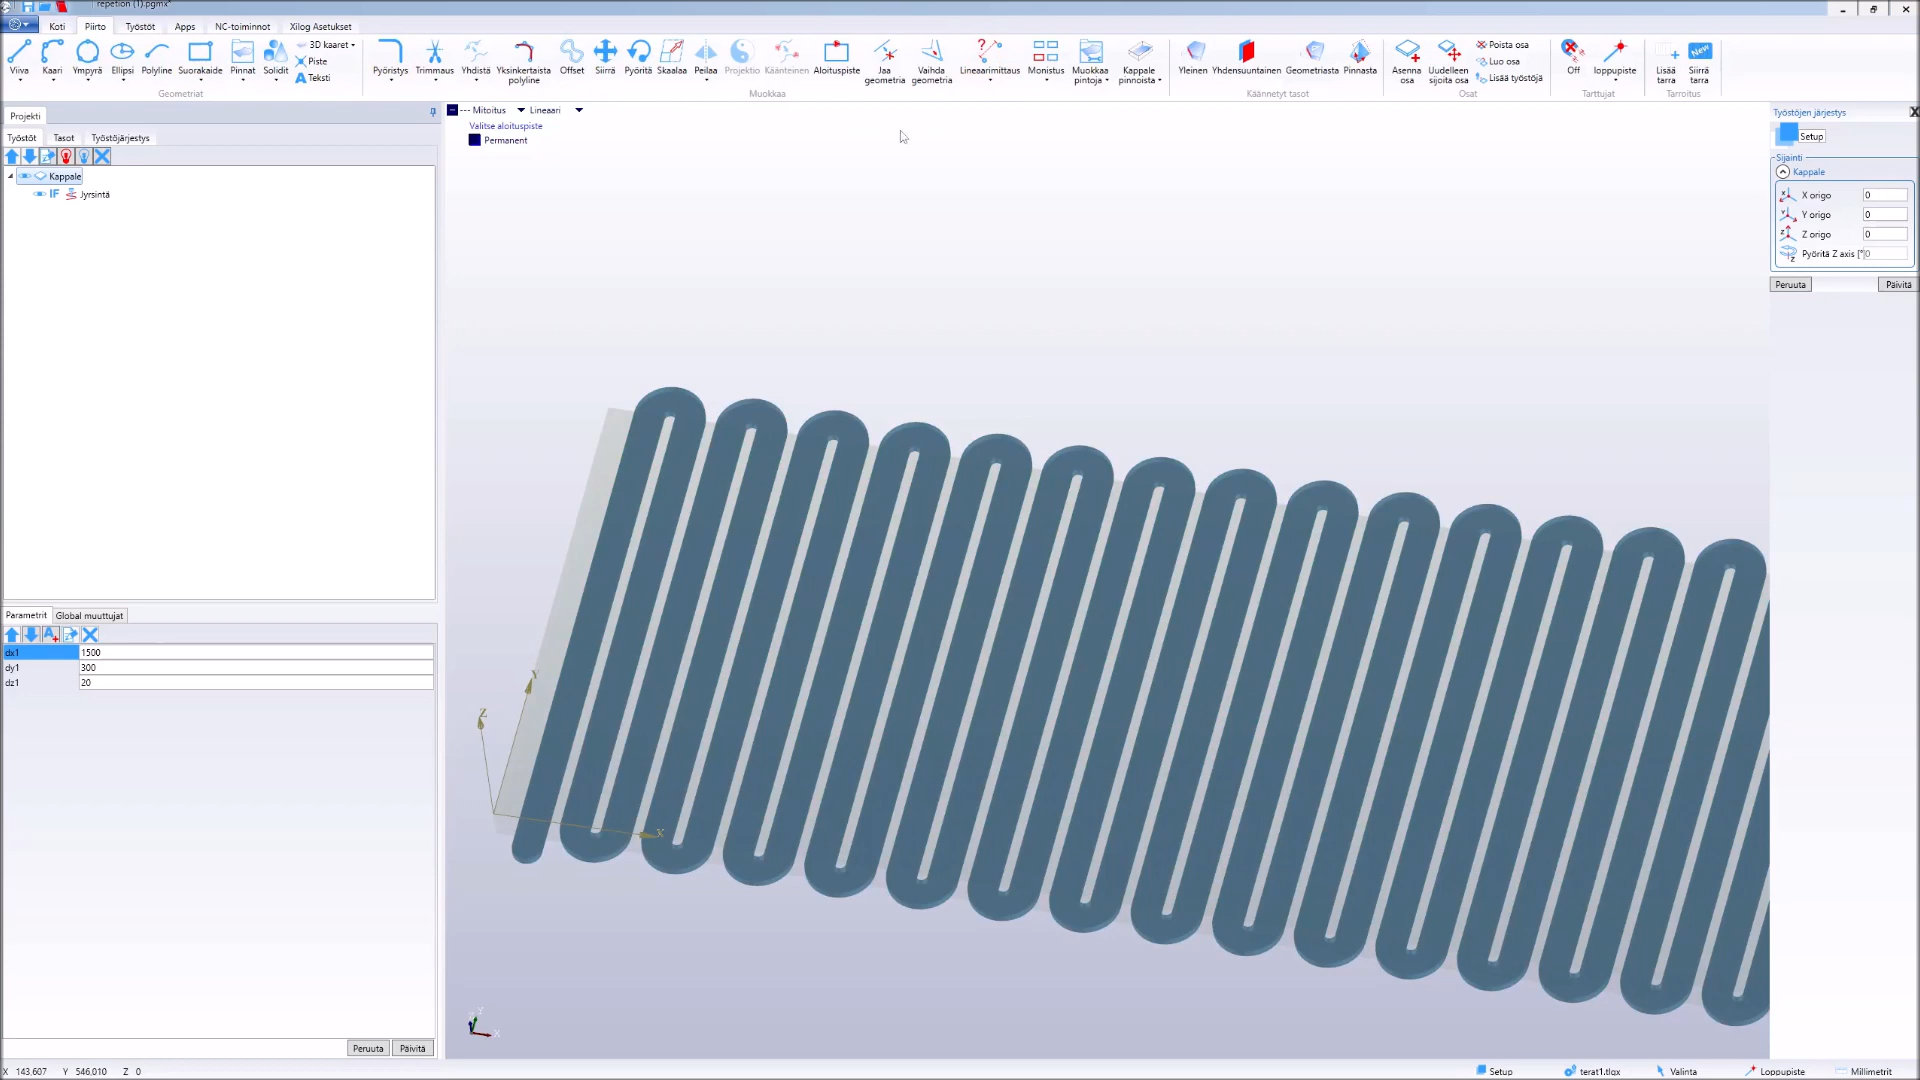 repetion (1).pgmx*
Koti Piirto Työstöt Apps NC-toiminnot Xilog Asetukset
Viiva Kaari Ympyrä Ellipsi Polyline Suorakaide Pinnat Solidit 3D kaaret Piste Teksti
Geometriat
Pyöristys Trimmaus Yhdistä Yksinkertaista polyline Offset Siirrä Pyöritä Skaalaa Peilaa Projektio Käänteinen Aloituspiste Jaa geometria Vaihda geometria Lineaarimittaus Monistus Muokkaa pintoja Kappale pinnoista
Muokkaa
Yleinen Yhdensuuntainen Geometriasta Pinnasta
Käännetyt tasot
Asenna osa Uudelleen sijoita osa Poista osa Luo osa Lisää työstöjä
Osat
Off loppupiste
Tarttujat
Lisää tarra New Siirrä tarra
Tarroitus
Projekti
Työstöt Tasot Työstöjärjestys
Kappale
IF Jyrsintä
Parametrit Global muuttujat
dx1 1500
dy1 300
dz1 20
Peruuta Päivitä
--- Mitoitus Lineaari
Valitse aloituspiste
Permanent
Z
Y
X
Y
X
Työstöjen järjestys X
Setup
Sijainti
Kappale
X origo 0
Y origo 0
Z origo 0
Pyöritä Z axis [°] 0
Peruuta Päivitä
X 143,607 Y 546,010 Z 0
Setup terat1.tlgx Valinta Loppupiste Millimetrit